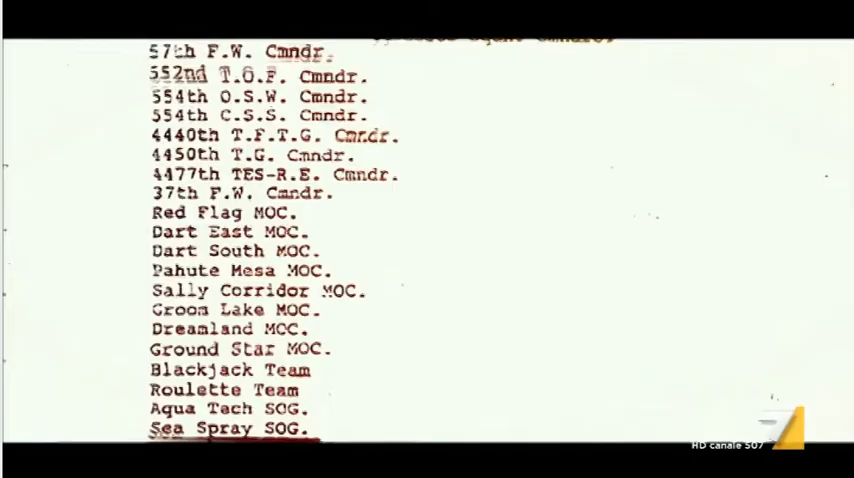 57th F.W. Cmndr.
552nd T.O.F. Cmndr.
554th O.S.W. Cmndr.
554th C.S.S. Cmndr.
4440th T.F.T.G. Cmndr.
4450th T.G. Cmndr.
4477th TES-R.E. Cmndr.
37th F.W. Cmndr.
Red Flag MOC.
Dart East MOC.
Dart South MOC.
Pahute Mesa MOC.
Sally Corridor MOC.
Groom Lake MOC.
Dreamland MOC.
Ground Star MOC.
Blackjack Team
Roulette Team
Aqua Tech SOG.
Sea Spray SOG.
7
HD canale 507